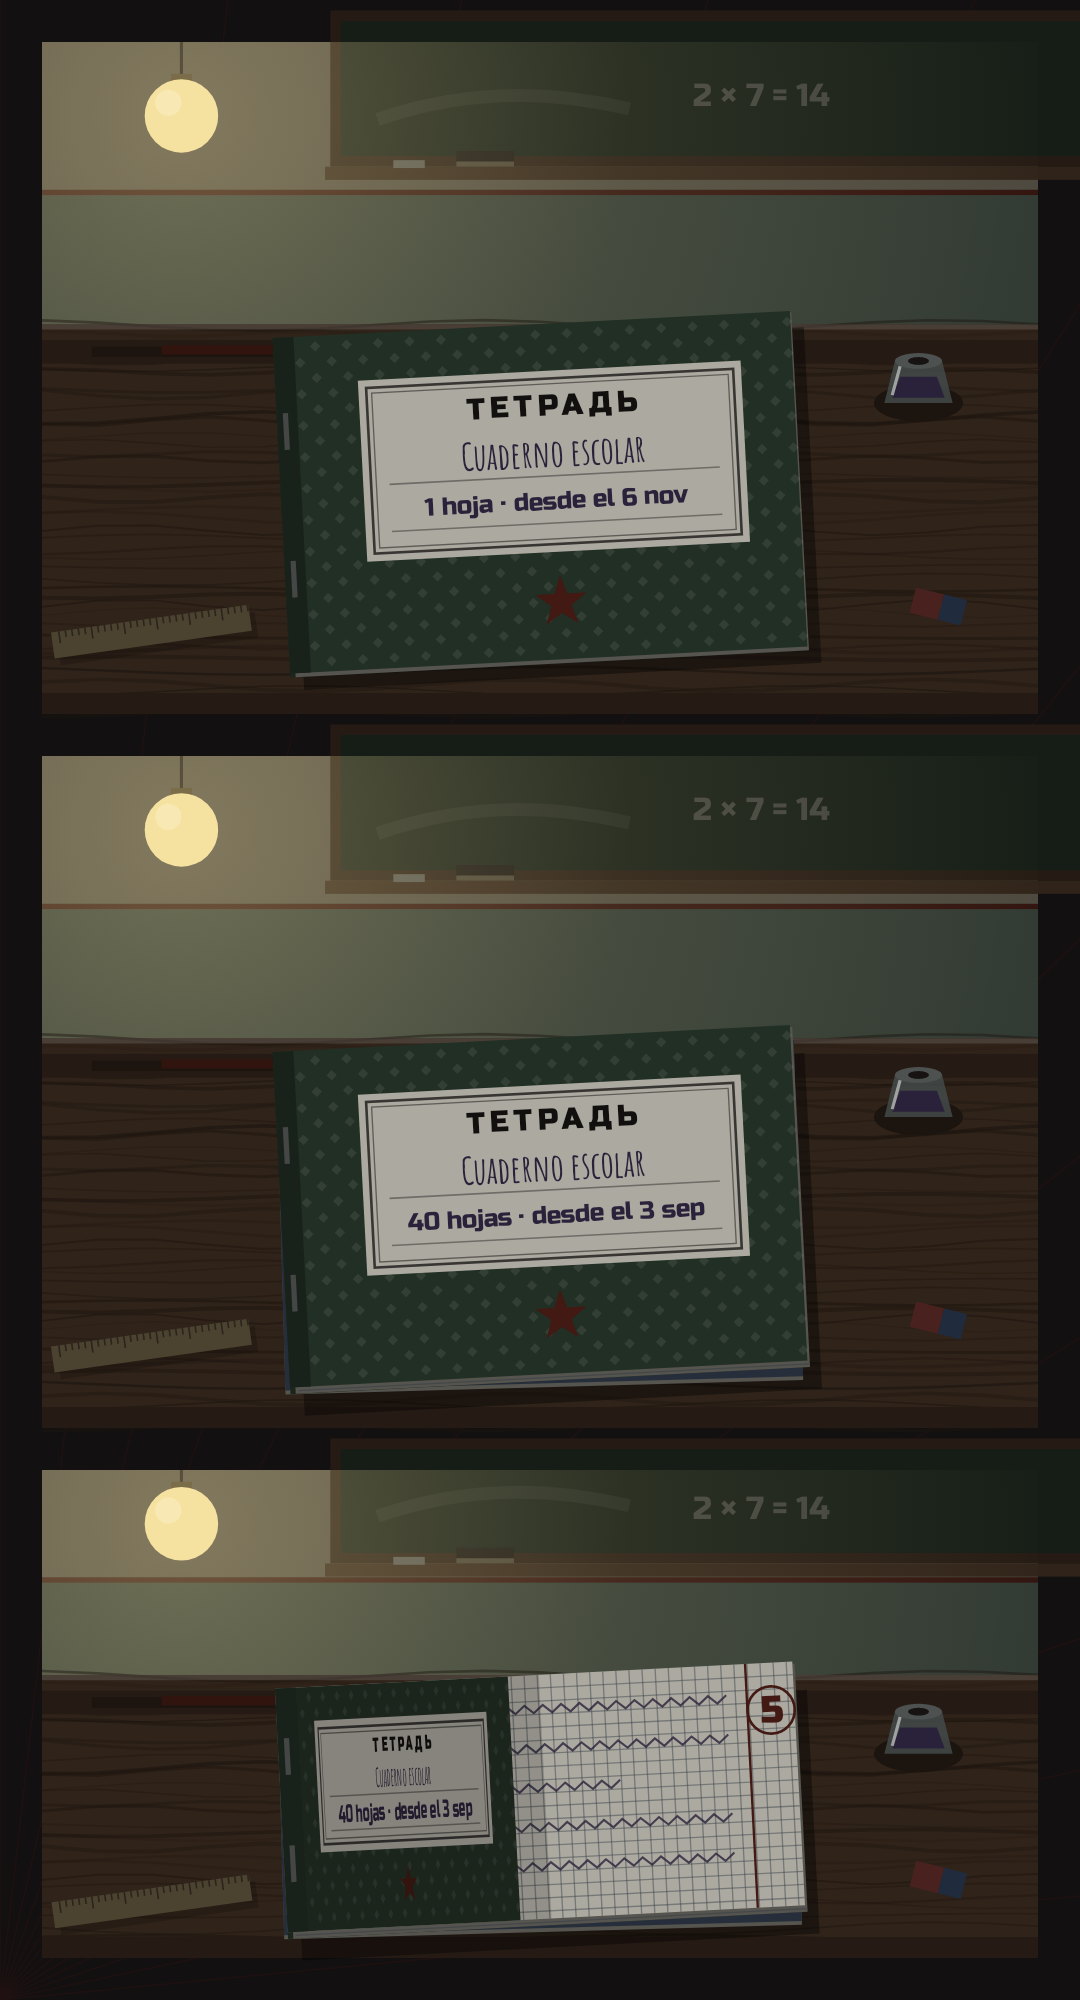 2 × 7 = 14
ТЕТРАДЬ
Cuaderno escolar
1 hoja · desde el 6 nov
2 × 7 = 14
ТЕТРАДЬ
Cuaderno escolar
40 hojas · desde el 3 sep
2 × 7 = 14
ТЕТРАДЬ
Cuaderno escolar
40 hojas · desde el 3 sep
5